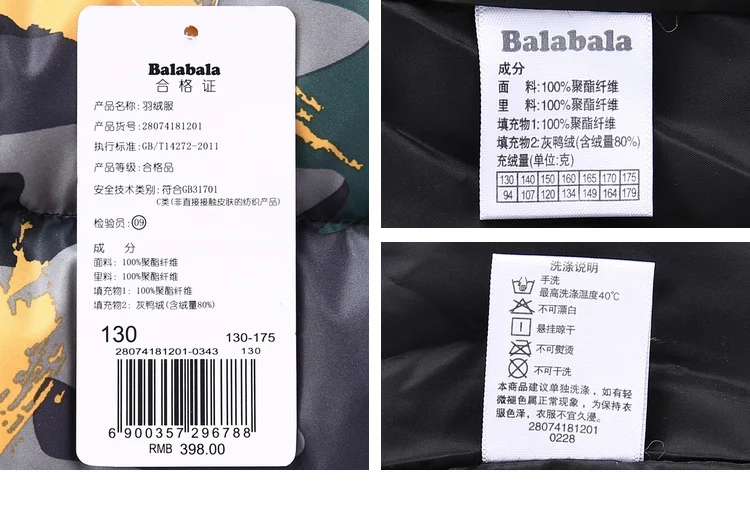 Balabala
合格证
产品名称: 羽绒服
产品货号: 28074181201
执行标准: GB/T14272-2011
产品等级: 合格品
安全技术类别: 符合GB31701
C类(非直接接触皮肤的纺织产品)
检验员: 09
成 分
面料: 100%聚酯纤维
里料: 100%聚酯纤维
填充物1: 100%聚酯纤维
填充物2: 灰鸭绒(含绒量80%)
130 130-175
28074181201-0343 130
6 900357 296788
RMB 398.00
Balabala
成分
面 料:100%聚酯纤维
里 料:100%聚酯纤维
填充物1:100%聚酯纤维
填充物2:灰鸭绒(含绒量80%)
充绒量(单位:克)
130 140 150 160 165 170 175
94 107 120 134 149 164 179
洗涤说明
手洗
最高洗涤温度40℃
不可漂白
悬挂晾干
不可熨烫
不可干洗
本商品建议单独洗涤，如有轻
微褪色属正常现象，为保持衣
服色泽，衣服不宜久浸。
28074181201
0228